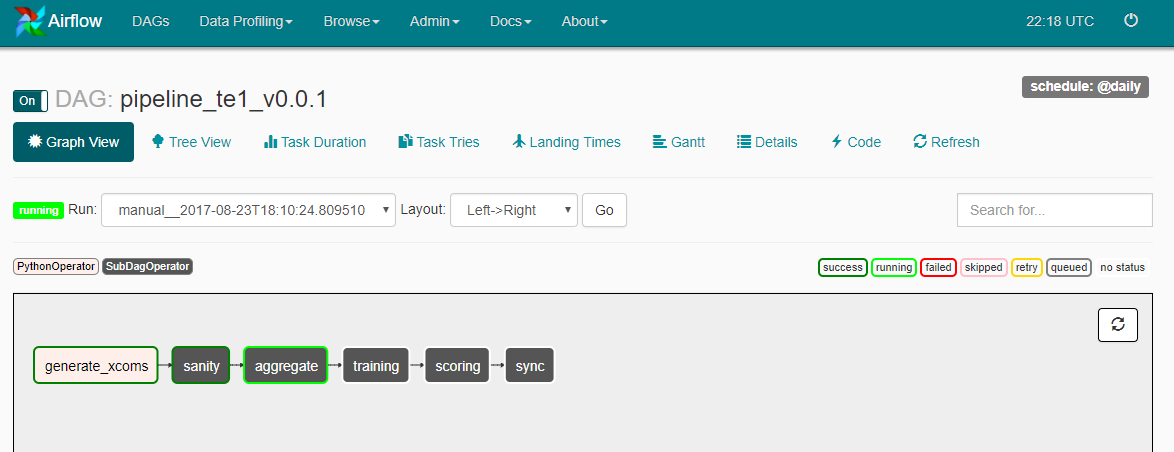 Airflow DAGs Data Profiling Browse Admin Docs About 22:18 UTC
On DAG: pipeline_te1_v0.0.1 schedule: @daily
Graph View Tree View Task Duration Task Tries Landing Times Gantt Details Code Refresh
running Run: manual__2017-08-23T18:10:24.809510 Layout: Left->Right Go Search for...
PythonOperator SubDagOperator success running failed skipped retry queued no status
generate_xcoms sanity aggregate training scoring sync